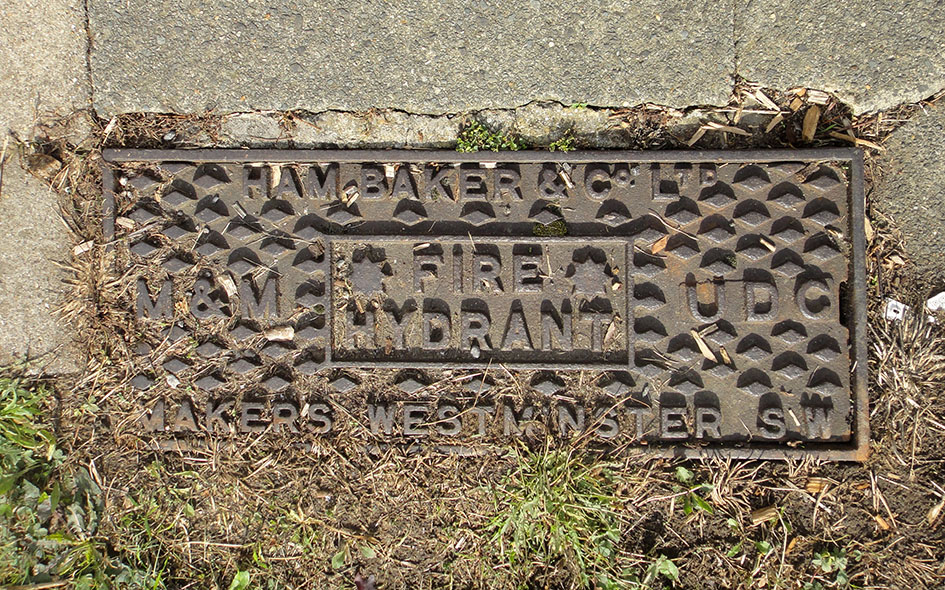 HAM BAKER & Co LTD
FIRE
M & M HYDRANT UDC
MAKERS WESTMINSTER SW